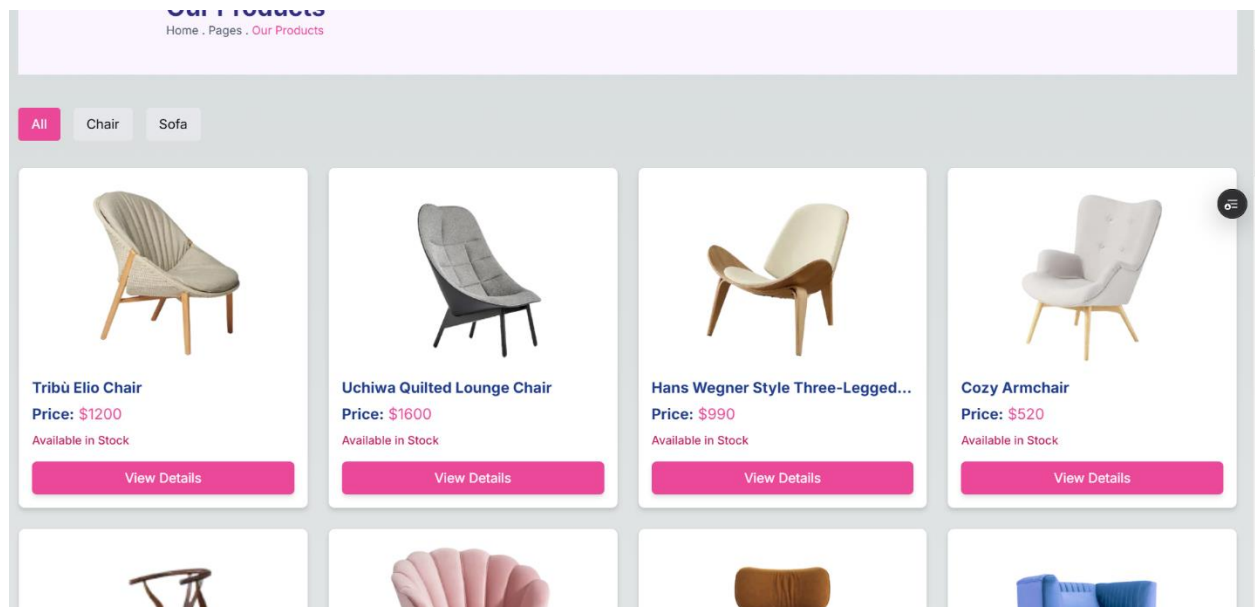 Our Products
Home . Pages . Our Products
All Chair Sofa
Tribù Elio Chair
Price: $1200
Available in Stock
View Details
Uchiwa Quilted Lounge Chair
Price: $1600
Available in Stock
View Details
Hans Wegner Style Three-Legged...
Price: $990
Available in Stock
View Details
Cozy Armchair
Price: $520
Available in Stock
View Details